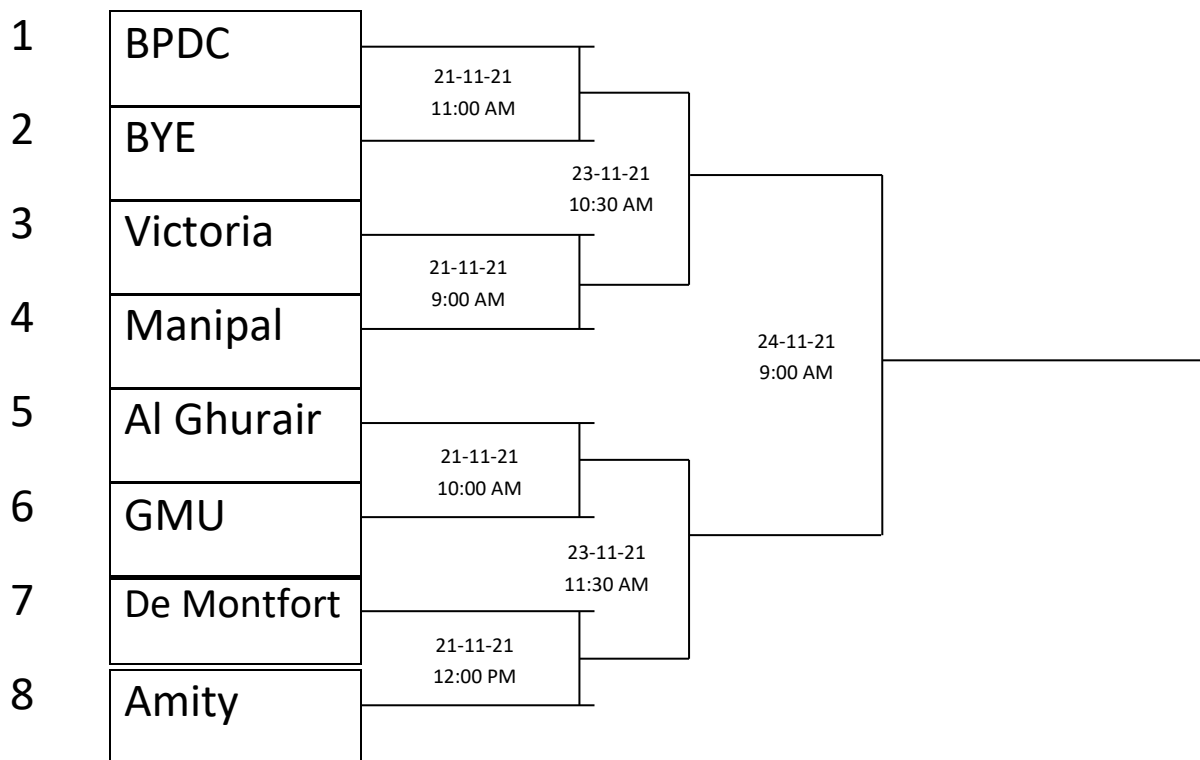 1 BPDC
21-11-21
11:00 AM
2 BYE
23-11-21
10:30 AM
3 Victoria
21-11-21
9:00 AM
4 Manipal
24-11-21
9:00 AM
5 Al Ghurair
21-11-21
10:00 AM
6 GMU
23-11-21
11:30 AM
7 De Montfort
21-11-21
12:00 PM
8 Amity